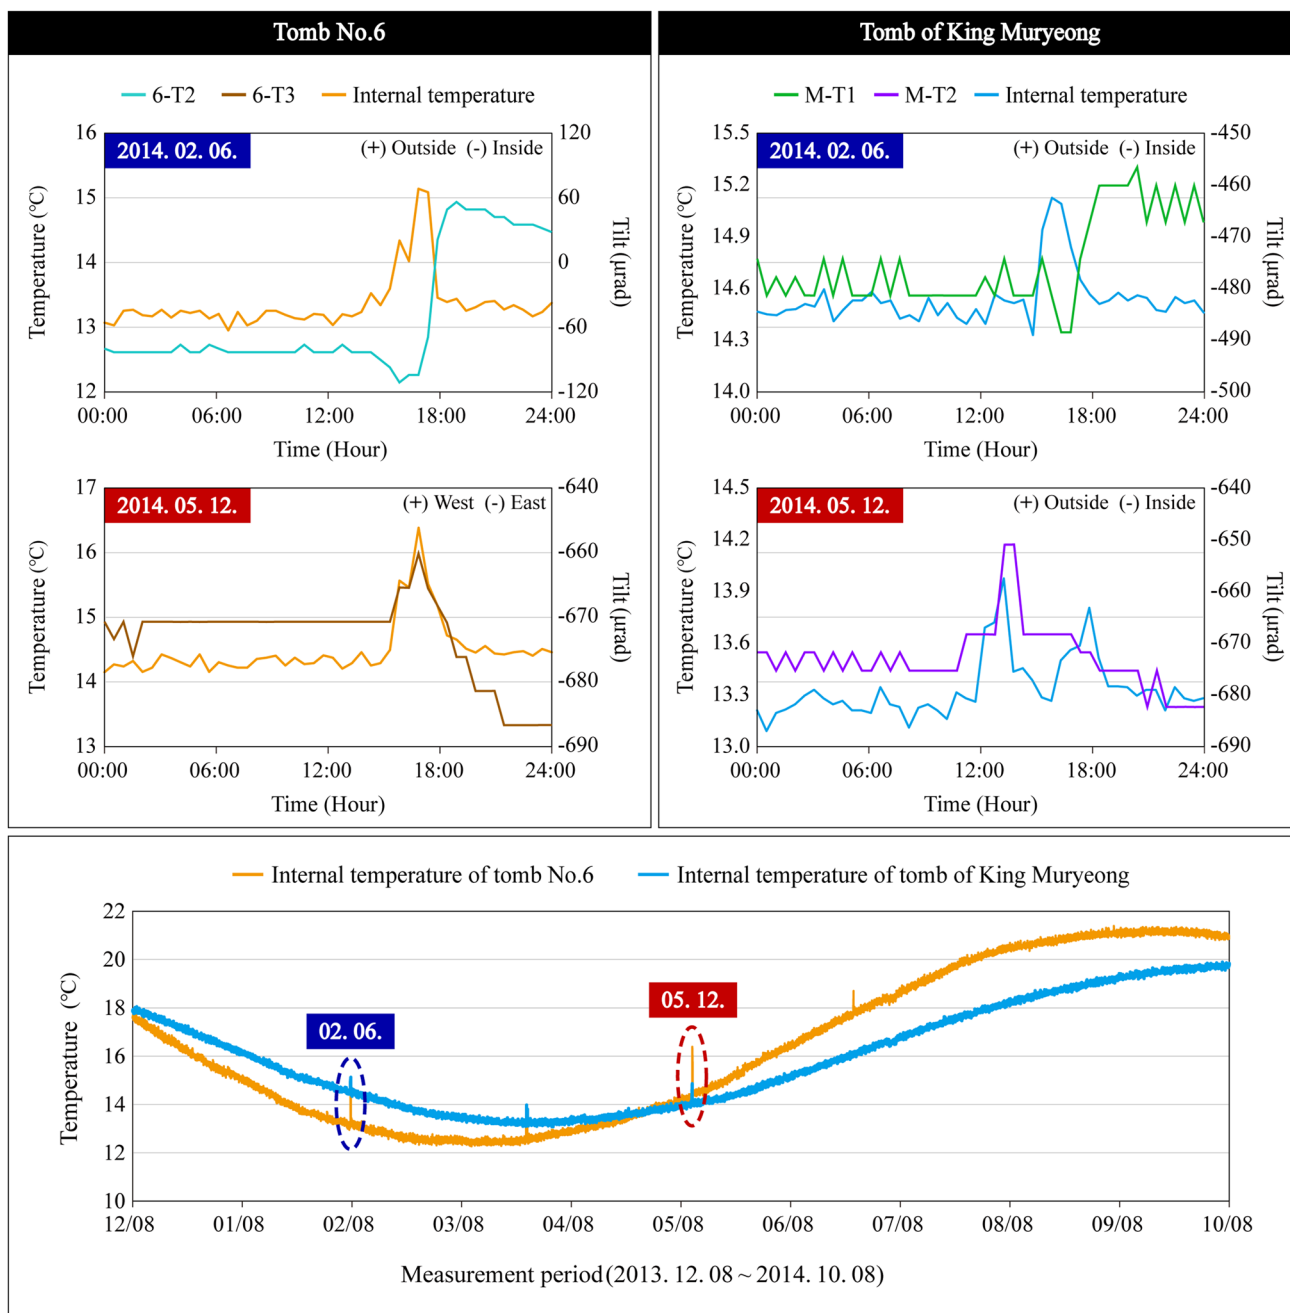 Tomb No.6
6-T2 6-T3 Internal temperature
16 120
2014. 02. 06. (+) Outside (-) Inside
15 60
14 0
13 -60
12 -120
Temperature (℃)
Tilt (μrad)
00:00 06:00 12:00 18:00 24:00
Time (Hour)
17 -640
2014. 05. 12. (+) West (-) East
16 -660
15 -670
14 -680
13 -690
Temperature (℃)
Tilt (μrad)
00:00 06:00 12:00 18:00 24:00
Time (Hour)
Tomb of King Muryeong
M-T1 M-T2 Internal temperature
15.5 -450
2014. 02. 06. (+) Outside (-) Inside
15.2 -460
14.9 -470
14.6 -480
14.3 -490
14.0 -500
Temperature (℃)
Tilt (μrad)
00:00 06:00 12:00 18:00 24:00
Time (Hour)
14.5 -640
2014. 05. 12. (+) Outside (-) Inside
14.2 -650
13.9 -660
13.6 -670
13.3 -680
13.0 -690
Temperature (℃)
Tilt (μrad)
00:00 06:00 12:00 18:00 24:00
Time (Hour)
Internal temperature of tomb No.6 Internal temperature of tomb of King Muryeong
22
20
18
16
14
12
10
Temperature (℃)
02. 06.
05. 12.
12/08 01/08 02/08 03/08 04/08 05/08 06/08 07/08 08/08 09/08 10/08
Measurement period(2013. 12. 08 ~ 2014. 10. 08)